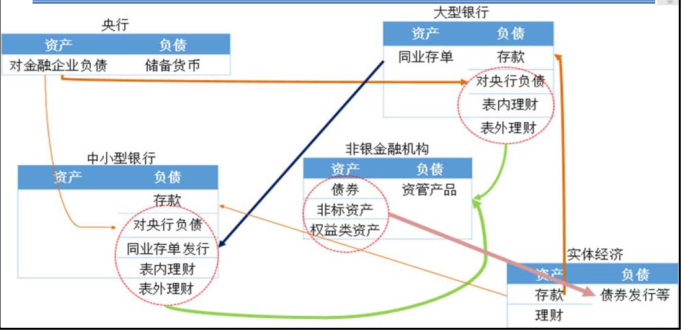 央行
资产 负债
对金融企业负债 储备货币
大型银行
资产 负债
同业存单 存款
对央行负债
表内理财
表外理财
中小型银行
资产 负债
存款
对央行负债
同业存单发行
表内理财
表外理财
非银金融机构
资产 负债
债券 资管产品
非标资产
权益类资产
实体经济
资产 负债
存款 债券发行等
理财